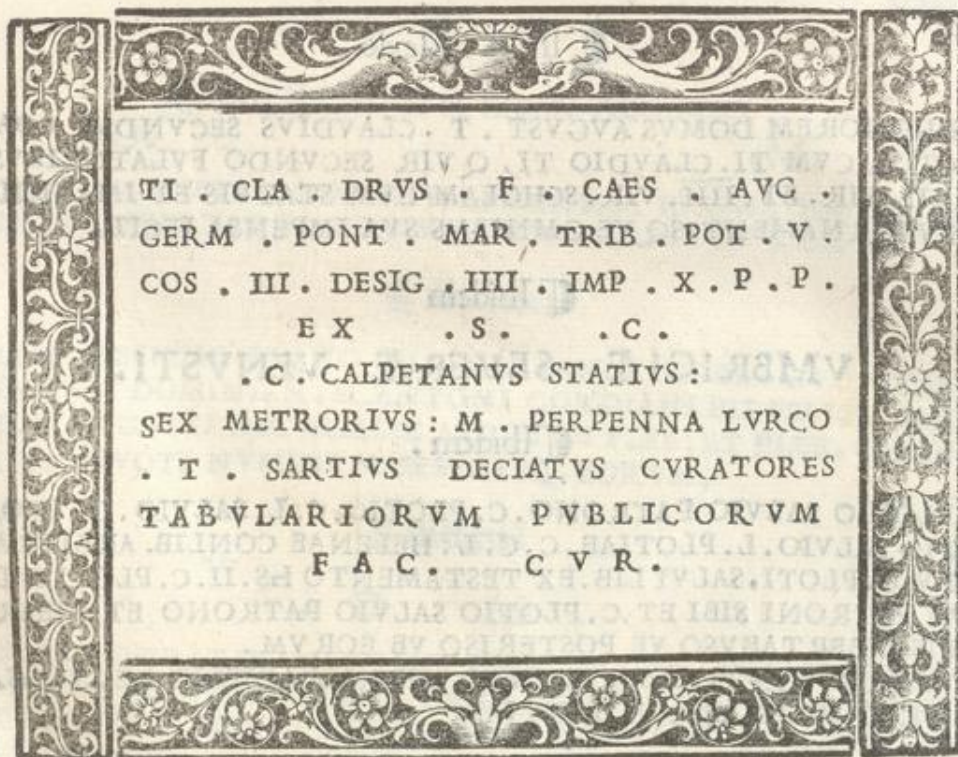 TI . CLA . DRVS . F . CAES . AVG .
GERM . PONT . MAR . TRIB . POT . V .
COS . III . DESIG . IIII . IMP . X . P . P .
EX . S . . C .
. C . CALPETANVS STATIVS :
SEX METRORIVS : M . PERPENNA LVRCO
. T . SARTIVS DECIATVS CVRATORES
TABVLARIORVM PVBLICORVM
FAC . CVR .